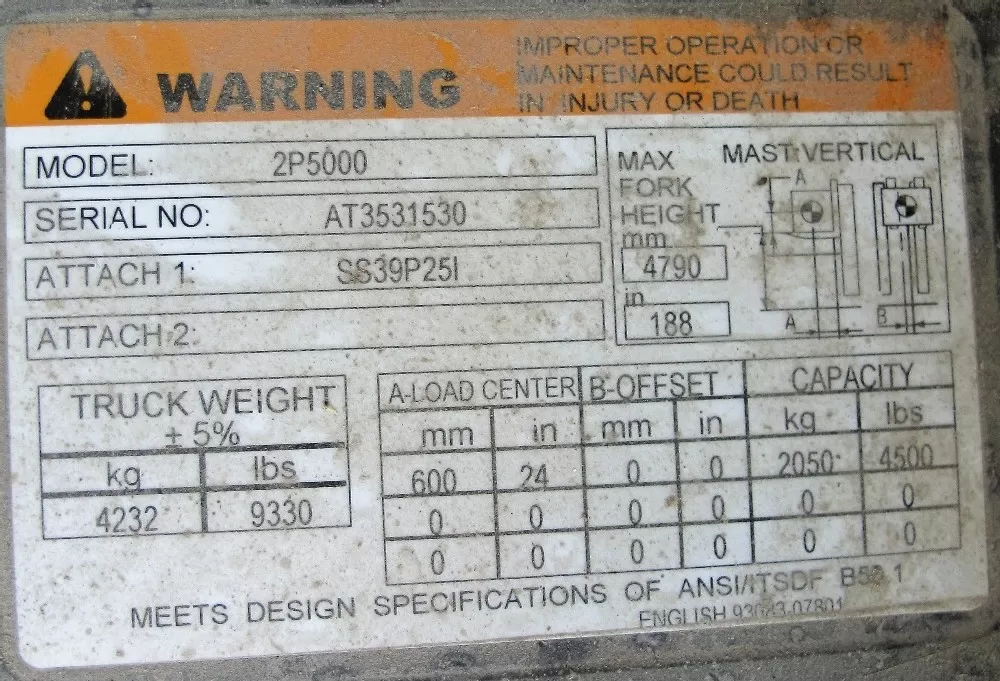 WARNING
IMPROPER OPERATION OR
MAINTENANCE COULD RESULT
IN INJURY OR DEATH
MODEL: 2P5000
SERIAL NO: AT3531530
ATTACH 1: SS39P25I
ATTACH 2:
MAX
FORK
HEIGHT
mm
4790
in
188
MAST VERTICAL
A
A
B
TRUCK WEIGHT
± 5%
kg lbs
4232 9330
A-LOAD CENTER B-OFFSET CAPACITY
mm in mm in kg lbs
600 24 0 0 2050 4500
0 0 0 0 0 0
0 0 0 0 0 0
MEETS DESIGN SPECIFICATIONS OF ANSI/ITSDF
ENGLISH